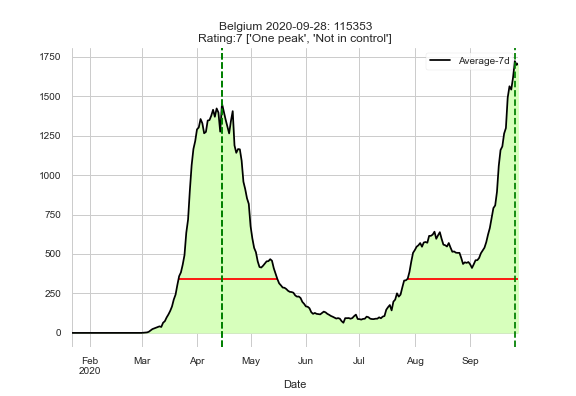 Belgium 2020-09-28: 115353
Rating:7 ['One peak', 'Not in control']
Average-7d
1750
1500
1250
1000
750
500
250
0
Feb
2020
Mar
Apr
May
Jun
Jul
Aug
Sep
Date